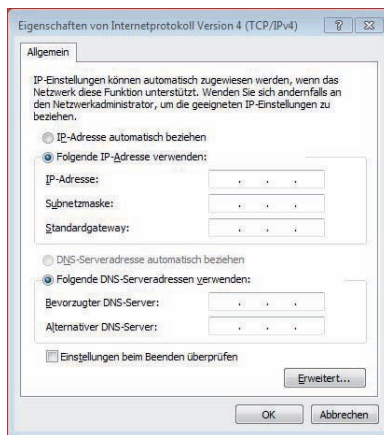 Eigenschaften von Internetprotokoll Version 4 (TCP/IPv4)
Allgemein
IP-Einstellungen können automatisch zugewiesen werden, wenn das
Netzwerk diese Funktion unterstützt. Wenden Sie sich andernfalls an
den Netzwerkadministrator, um die geeigneten IP-Einstellungen zu
beziehen.
IP-Adresse automatisch beziehen
Folgende IP-Adresse verwenden:
IP-Adresse:
Subnetzmaske:
Standardgateway:
DNS-Serveradresse automatisch beziehen
Folgende DNS-Serveradressen verwenden:
Bevorzugter DNS-Server:
Alternativer DNS-Server:
Einstellungen beim Beenden überprüfen
Erweitert...
OK Abbrechen